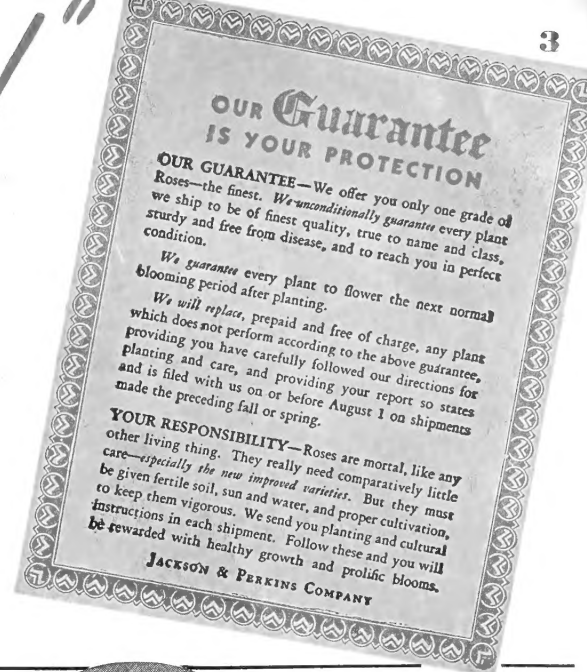 3
OUR Guarantee
IS YOUR PROTECTION
OUR GUARANTEE—We offer you only one grade of
Roses—the finest. We unconditionally guarantee every plant
we ship to be of finest quality, true to name and class,
sturdy and free from disease, and to reach you in perfect
condition.
We guarantee every plant to flower the next normal
blooming period after planting.
We will replace, prepaid and free of charge, any plant
which does not perform according to the above guarantee,
providing you have carefully followed our directions for
planting and care, and providing your report so states
and is filed with us on or before August 1 on shipments
made the preceding fall or spring.
YOUR RESPONSIBILITY—Roses are mortal, like any
other living thing. They really need comparatively little
care—especially the new improved varieties. But they must
be given fertile soil, sun and water, and proper cultivation,
to keep them vigorous. We send you planting and cultural
instructions in each shipment. Follow these and you will
be rewarded with healthy growth and prolific blooms.
JACKSON & PERKINS COMPANY